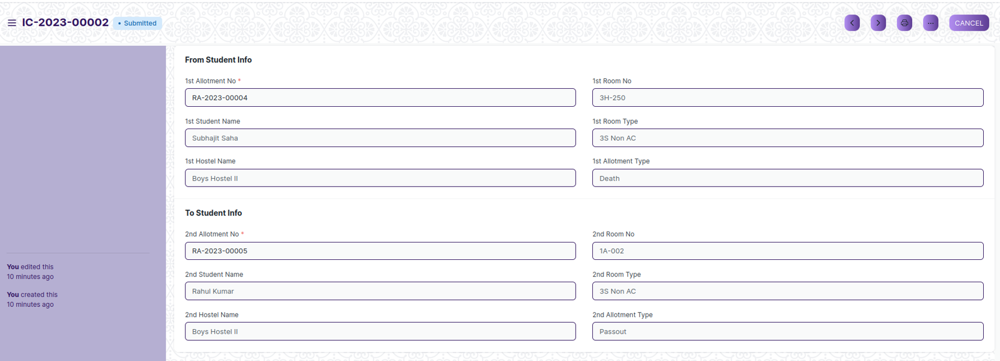 IC-2023-00002 • Submitted
CANCEL
From Student Info
1st Allotment No *
RA-2023-00004
1st Room No
3H-250
1st Student Name
Subhajit Saha
1st Room Type
3S Non AC
1st Hostel Name
Boys Hostel II
1st Allotment Type
Death
To Student Info
2nd Allotment No *
RA-2023-00005
2nd Room No
1A-002
2nd Student Name
Rahul Kumar
2nd Room Type
3S Non AC
2nd Hostel Name
Boys Hostel II
2nd Allotment Type
Passout
You edited this
10 minutes ago
You created this
10 minutes ago